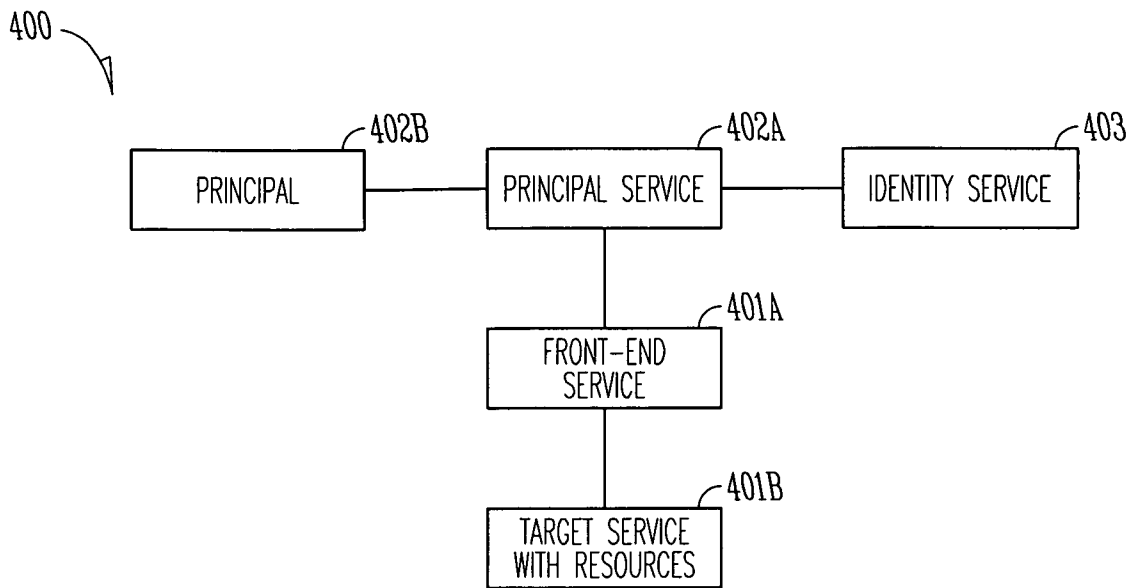 400
402B
PRINCIPAL
402A
PRINCIPAL SERVICE
403
IDENTITY SERVICE
401A
FRONT-END
SERVICE
401B
TARGET SERVICE
WITH RESOURCES